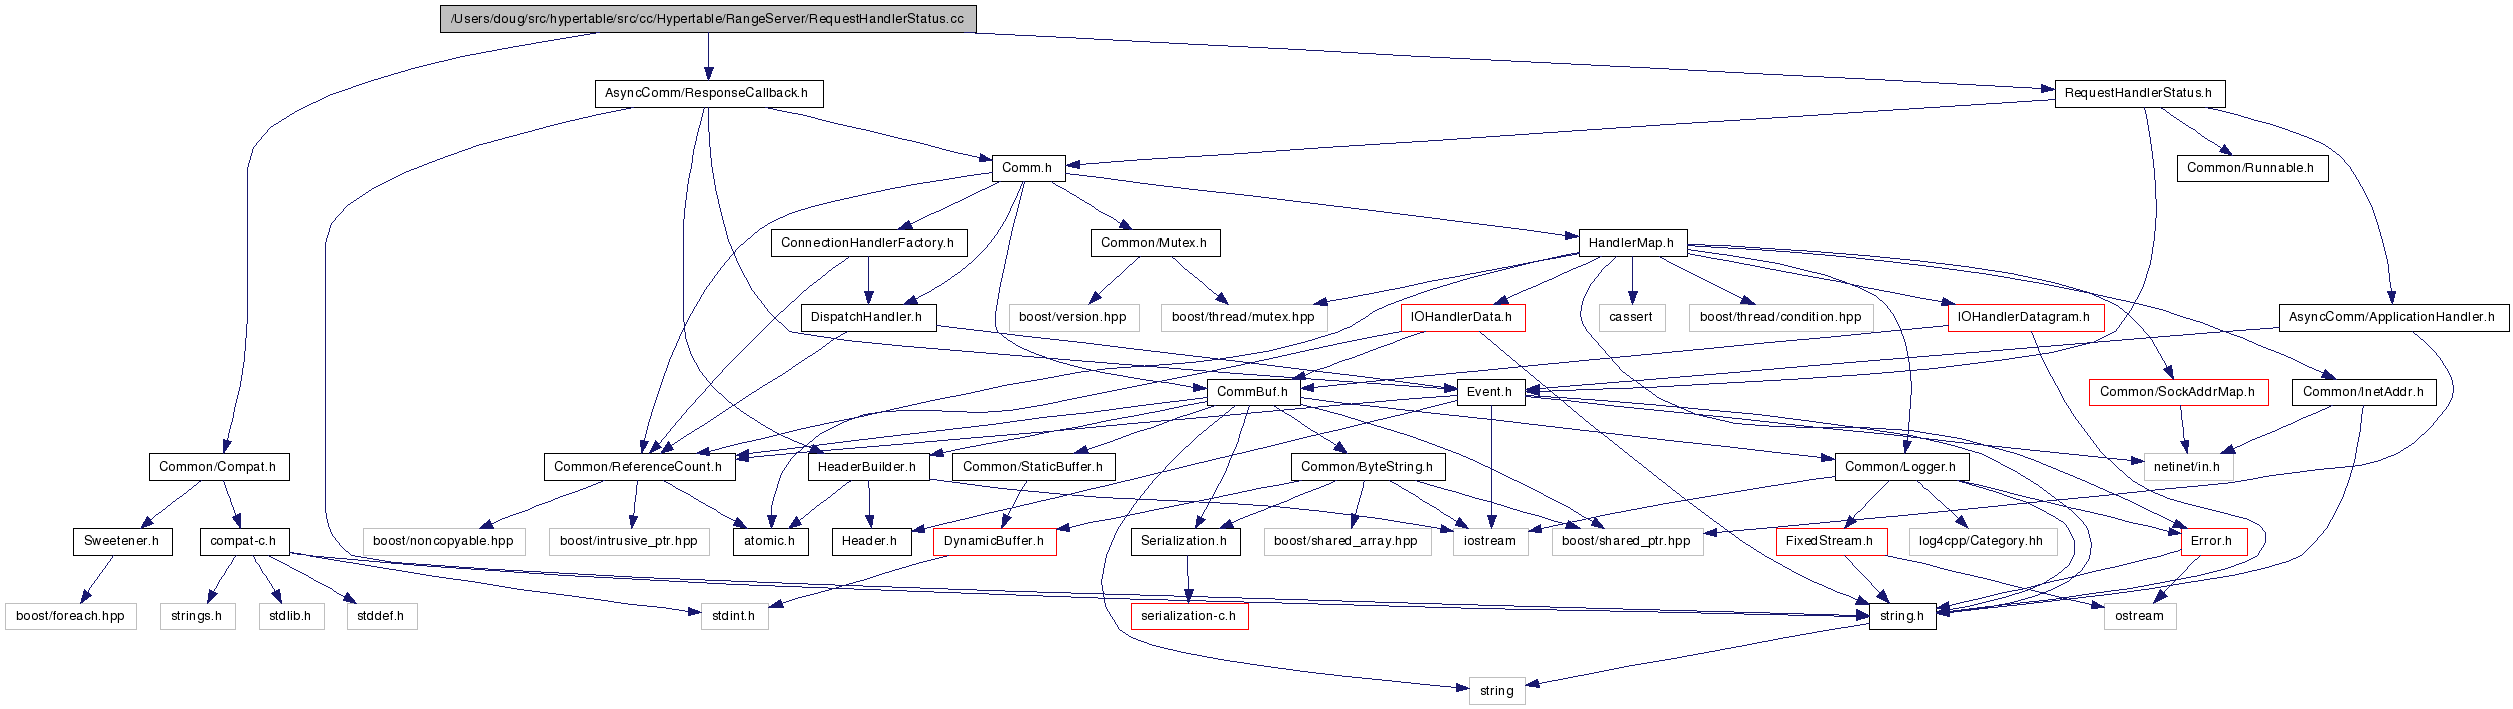 /Users/doug/src/hypertable/src/cc/Hypertable/RangeServer/RequestHandlerStatus.cc
AsyncComm/ResponseCallback.h
RequestHandlerStatus.h
Comm.h
Common/Runnable.h
ConnectionHandlerFactory.h
Common/Mutex.h
HandlerMap.h
DispatchHandler.h
boost/version.hpp
boost/thread/mutex.hpp
IOHandlerData.h
cassert
boost/thread/condition.hpp
IOHandlerDatagram.h
AsyncComm/ApplicationHandler.h
CommBuf.h
Event.h
Common/SockAddrMap.h
Common/InetAddr.h
Common/Compat.h
Common/ReferenceCount.h
HeaderBuilder.h
Common/StaticBuffer.h
Common/ByteString.h
Common/Logger.h
netinet/in.h
Sweetener.h
compat-c.h
boost/noncopyable.hpp
boost/intrusive_ptr.hpp
atomic.h
Header.h
DynamicBuffer.h
Serialization.h
boost/shared_array.hpp
iostream
boost/shared_ptr.hpp
FixedStream.h
log4cpp/Category.hh
Error.h
boost/foreach.hpp
strings.h
stdlib.h
stddef.h
stdint.h
serialization-c.h
string.h
ostream
string